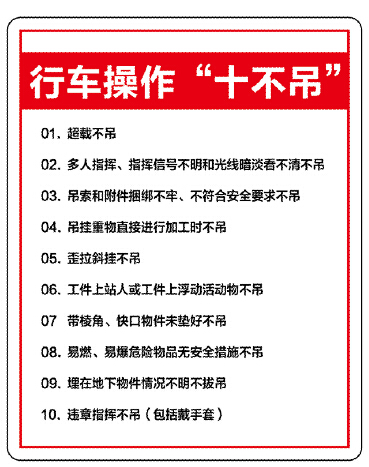 行车操作“十不吊”
01. 超载不吊
02. 多人指挥、指挥信号不明和光线暗淡看不清不吊
03. 吊索和附件捆绑不牢、不符合安全要求不吊
04. 吊挂重物直接进行加工时不吊
05. 歪拉斜挂不吊
06. 工件上站人或工件上浮动活动物不吊
07 带棱角、快口物件未垫好不吊
08. 易燃、易爆危险物品无安全措施不吊
09. 埋在地下物件情况不明不拔吊
10. 违章指挥不吊（包括戴手套）